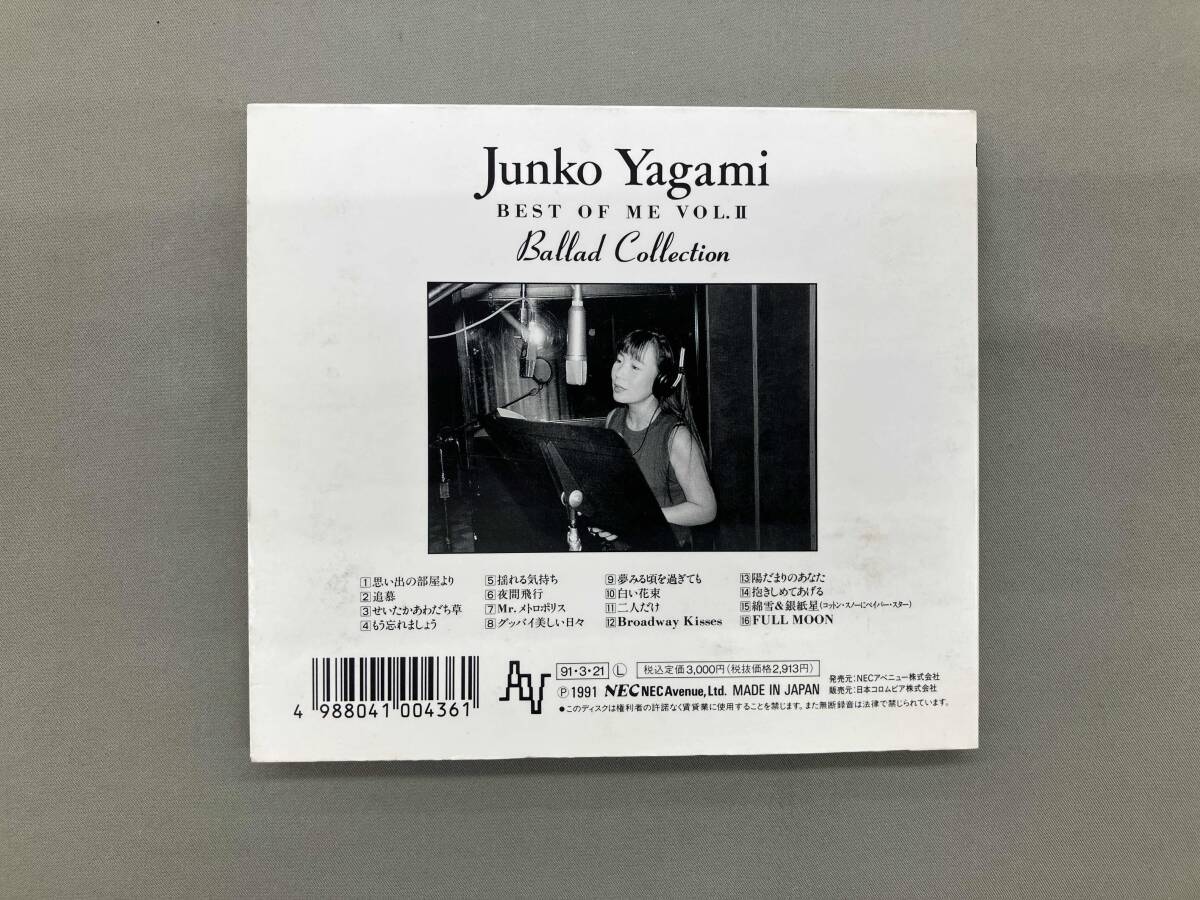 Junko Yagami
BEST OF ME VOL.Ⅱ
Ballad Collection
1 思い出の部屋より
2 追慕
3 せいたかあわだち草
4 もう忘れましょう
5 揺れる気持ち
6 夜間飛行
7 Mr.メトロポリス
8 グッバイ美しい日々
9 夢みる頃を過ぎても
10 白い花束
11 二人だけ
12 Broadway Kisses
13 陽だまりのあなた
14 抱きしめてあげる
15 綿雪&銀紙星(コットン・スノーにペイパー・スター)
16 FULL MOON
4 988041 004361
AV
91・3・21 Ⓛ 税込定価3,000円(税抜価格2,913円)
Ⓟ1991 NEC NEC Avenue, Ltd. MADE IN JAPAN
発売元:NECアベニュー株式会社
販売元:日本コロムビア株式会社
●このディスクは権利者の許諾なく賃貸業に使用することを禁じます。また無断録音は法律で禁じられています。